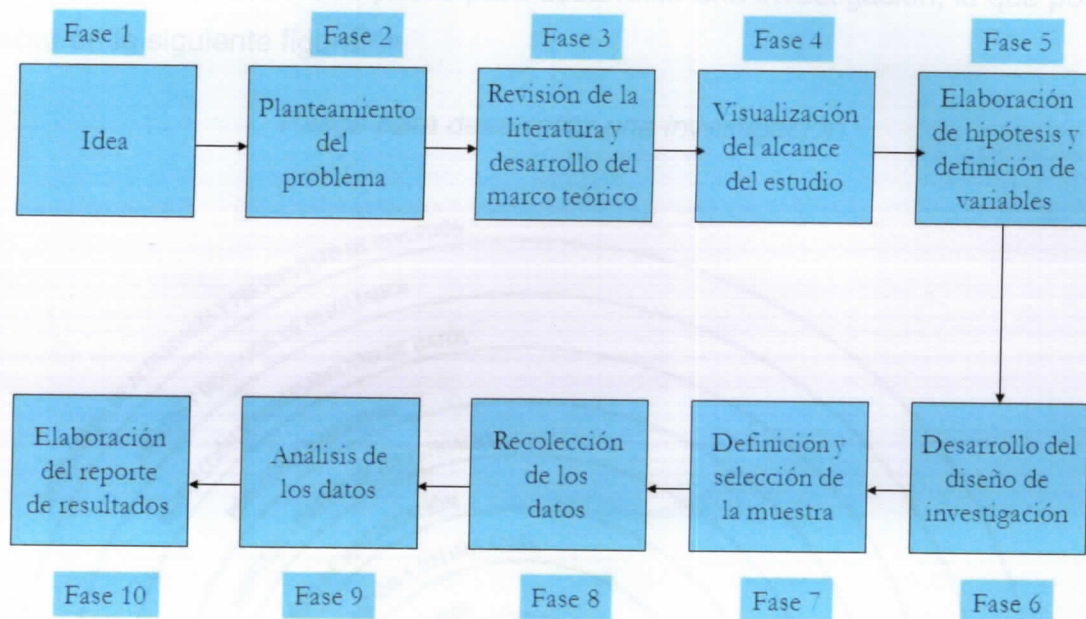 Fase 1
Fase 2
Fase 3
Fase 4
Fase 5
siguiente
Idea
Planteamiento
del
problema
Revisión de la
literatura y
desarrollo del
marco teórico
Visualización
del alcance
del estudio
Elaboración
de hipótesis y
definición de
variables
Elaboración
del reporte
de resultados
Análisis de
los datos
Recolección
de los
datos
Definición y
selección de
la muestra
Desarrollo del
diseño de
investigación
Fase 10
Fase 9
Fase 8
Fase 7
Fase 6